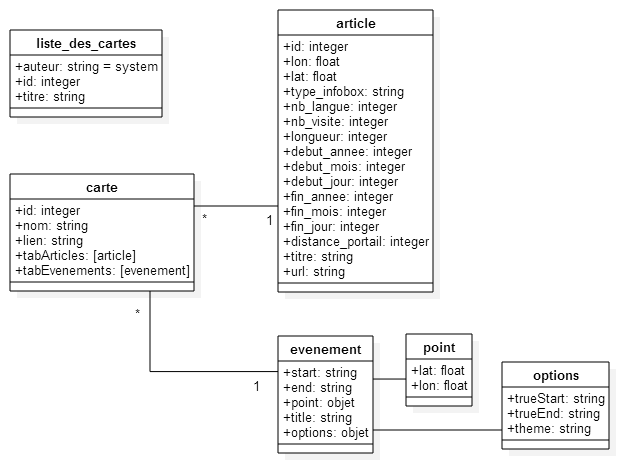 liste_des_cartes
+auteur: string = system
+id: integer
+titre: string
article
+id: integer
+lon: float
+lat: float
+type_infobox: string
+nb_langue: integer
+nb_visite: integer
+longueur: integer
+debut_annee: integer
+debut_mois: integer
+debut_jour: integer
+fin_annee: integer
+fin_mois: integer
+fin_jour: integer
+distance_portail: integer
+titre: string
+url: string
carte
+id: integer
+nom: string
+lien: string
+tabArticles: [article]
+tabEvenements: [evenement]
*
1
*
1
evenement
+start: string
+end: string
+point: objet
+title: string
+options: objet
point
+lat: float
+lon: float
options
+trueStart: string
+trueEnd: string
+theme: string